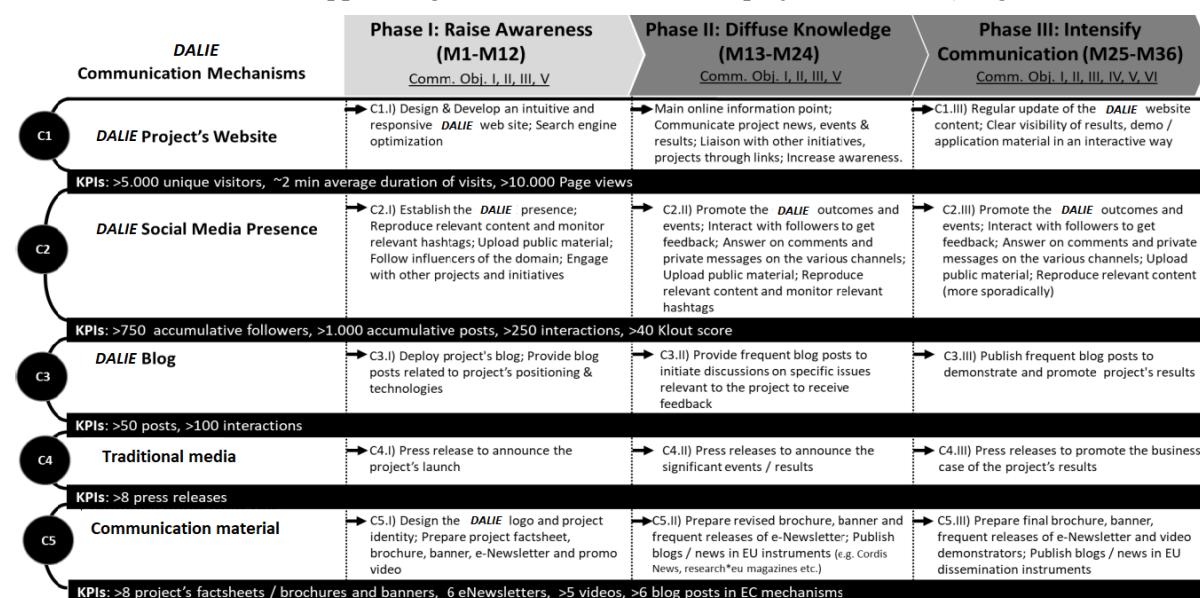 Phase I: Raise Awareness
(M1-M12)
Comm. Obj. I, II, III, V
Phase II: Diffuse Knowledge
(M13-M24)
Comm. Obj. I, II, III, V
Phase III: Intensify
Communication (M25-M36)
Comm. Obj. I, II, III, IV, V, VI
DALIE
Communication Mechanisms
C1
DALIE Project's Website
C1.I) Design & Develop an intuitive and
responsive DALIE web site; Search engine
optimization
Main online information point;
Communicate project news, events &
results; Liaison with other initiatives,
projects through links; Increase awareness.
C1.III) Regular update of the DALIE website
content; Clear visibility of results, demo /
application material in an interactive way
KPIs: >5.000 unique visitors, ~2 min average duration of visits, >10.000 Page views
C2
DALIE Social Media Presence
C2.I) Establish the DALIE presence;
Reproduce relevant content and monitor
relevant hashtags; Upload public material;
Follow influencers of the domain; Engage
with other projects and initiatives
C2.II) Promote the DALIE outcomes and
events; Interact with followers to get
feedback; Answer on comments and
private messages on the various channels;
Upload public material; Reproduce
relevant content and monitor relevant
hashtags
C2.III) Promote the DALIE outcomes and
events; Interact with followers to get
feedback; Answer on comments and private
messages on the various channels; Upload
public material; Reproduce relevant content
(more sporadically)
KPIs: >750 accumulative followers, >1.000 accumulative posts, >250 interactions, >40 Klout score
C3
DALIE Blog
C3.I) Deploy project's blog; Provide blog
posts related to project's positioning &
technologies
C3.II) Provide frequent blog posts to
initiate discussions on specific issues
relevant to the project to receive
feedback
C3.III) Publish frequent blog posts to
demonstrate and promote project's results
KPIs: >50 posts, >100 interactions
C4
Traditional media
C4.I) Press release to announce the
project's launch
C4.II) Press releases to announce the
significant events / results
C4.III) Press releases to promote the business
case of the project's results
KPIs: >8 press releases
C5
Communication material
C5.I) Design the DALIE logo and project
identity; Prepare project factsheet,
brochure, banner, e-Newsletter and promo
video
C5.II) Prepare revised brochure, banner and
frequent releases of e-Newsletter; Publish
blogs / news in EU instruments (e.g. Cordis
News, research*eu magazines etc.)
C5.III) Prepare final brochure, banner,
frequent releases of e-Newsletter and video
demonstrators; Publish blogs / news in EU
dissemination instruments
KPIs: >8 project's factsheets / brochures and banners, 6 eNewsletters, >5 videos, >6 blog posts in EC mechanisms